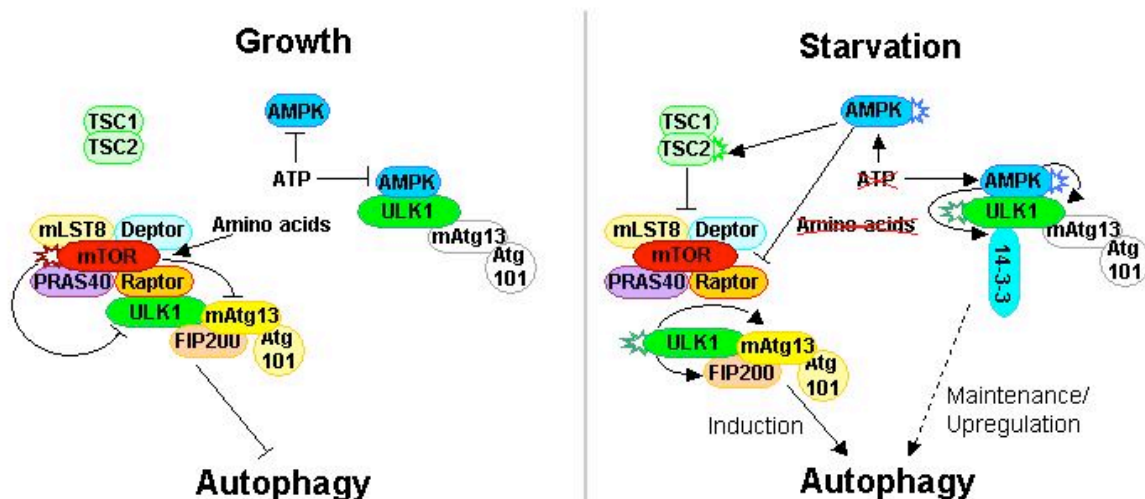 Growth
AMPK
TSC1
TSC2
ATP
AMPK
ULK1
Amino acids
mAtg13
Atg
101
mLST8
Deptor
mTOR
PRAS40
Raptor
ULK1
mAtg13
FIP200
Atg
101
Autophagy
Starvation
TSC1
TSC2
AMPK
ATP
AMPK
ULK1
Amino acids
mAtg13
Atg
101
14-3-3
mLST8
Deptor
mTOR
PRAS40
Raptor
ULK1
mAtg13
FIP200
Atg
101
Induction
Maintenance/
Upregulation
Autophagy